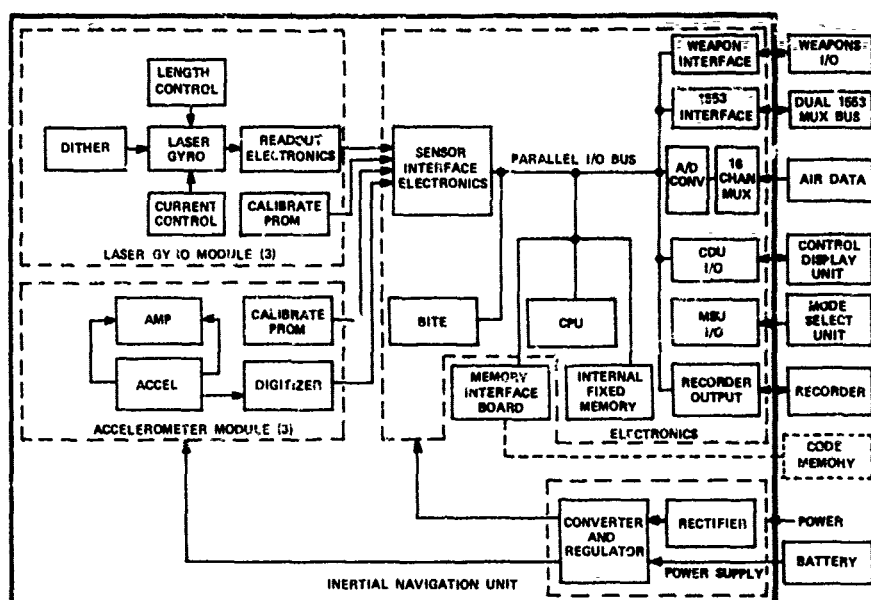 LENGTH
CONTROL
DITHER
LASER
GYRO
READOUT
ELECTRONICS
CURRENT
CONTROL
CALIBRATE
PROM
LASER GYRO MODULE (3)
AMP
CALIBRATE
PROM
ACCEL
DIGITIZER
ACCELEROMETER MODULE (3)
SENSOR
INTERFACE
ELECTRONICS
PARALLEL I/O BUS
BITE
CPU
MEMORY
INTERFACE
BOARD
INTERNAL
FIXED
MEMORY
WEAPON
INTERFACE
1553
INTERFACE
A/D
CONV
16
CHAN
MUX
CDU
I/O
MSU
I/O
RECORDER
OUTPUT
ELECTRONICS
WEAPONS
I/O
DUAL 1553
MUX BUS
AIR DATA
CONTROL
DISPLAY
UNIT
MODE
SELECT
UNIT
RECORDER
CODE
MEMORY
CONVERTER
AND
REGULATOR
RECTIFIER
POWER
BATTERY
POWER SUPPLY
INERTIAL NAVIGATION UNIT